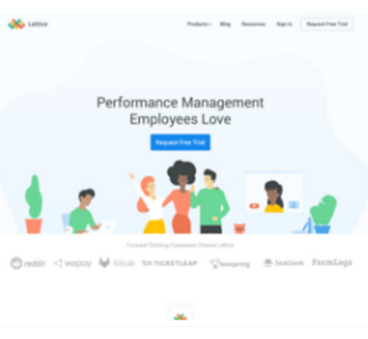 Lattice
Products Blog Resources Sign in Request Free Trial
Performance Management
Employees Love
Request Free Trial
Forward Thinking Companies Choose Lattice
reddit wepay GitLab TICKETLEAP teespring SeatGeek FarmLogs